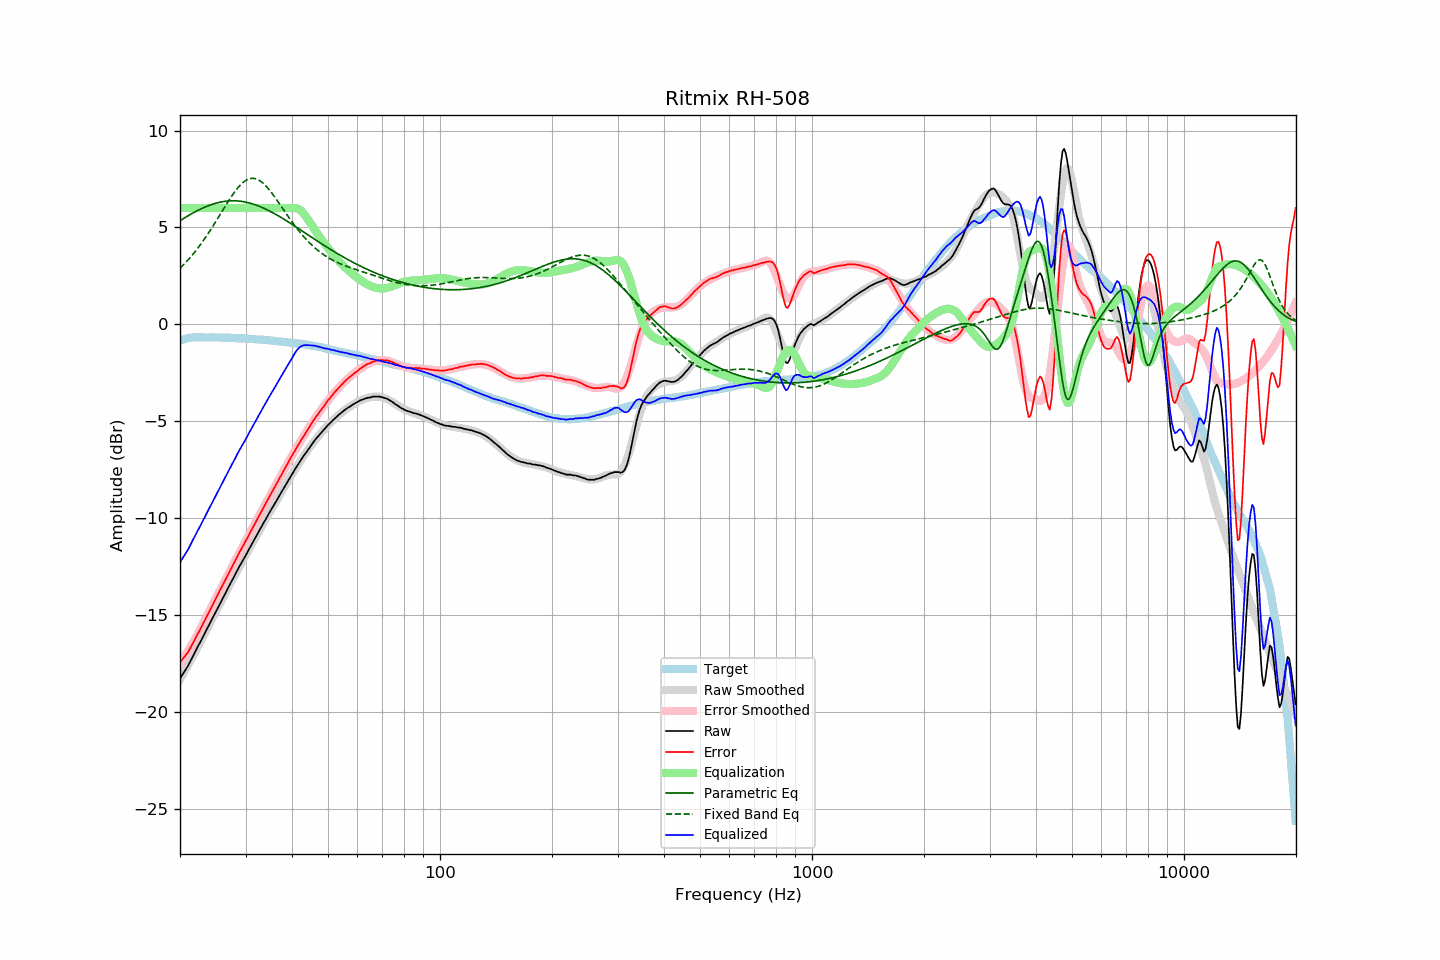 Ritmix RH-508
10
5
0
−5
−10
−15
−20
−25
Amplitude (dBr)
100
1000
10000
Frequency (Hz)
Target
Raw Smoothed
Error Smoothed
Raw
Error
Equalization
Parametric Eq
Fixed Band Eq
Equalized